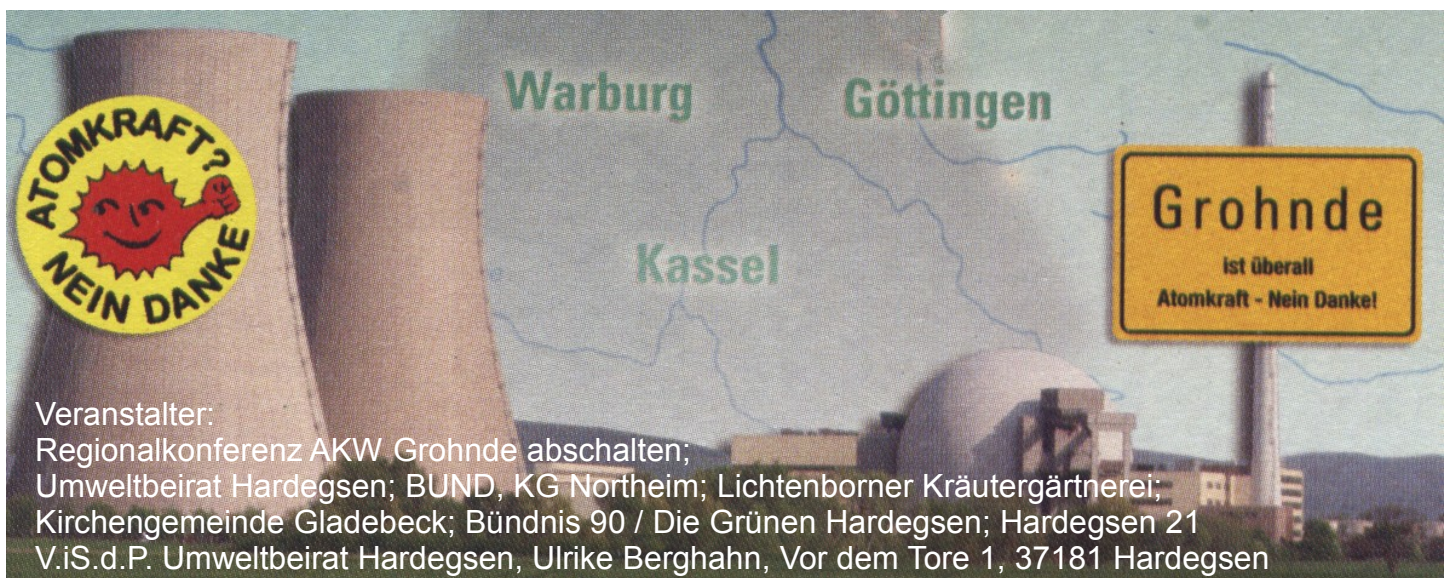 Warburg
Göttingen
Kassel
ATOMKRAFT?
NEIN DANKE
Grohnde
ist überall
Atomkraft - Nein Danke!
Veranstalter:
Regionalkonferenz AKW Grohnde abschalten;
Umweltbeirat Hardegsen; BUND, KG Northeim; Lichtenborner Kräutergärtnerei;
Kirchengemeinde Gladebeck; Bündnis 90 / Die Grünen Hardegsen; Hardegsen 21
V.iS.d.P. Umweltbeirat Hardegsen, Ulrike Berghahn, Vor dem Tore 1, 37181 Hardegsen